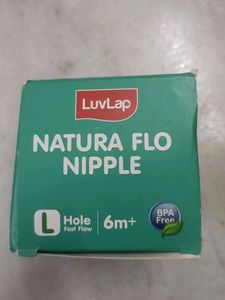 LuvLap
NATURA FLO
NIPPLE
L Hole
Fast Flow
6m+
BPA
Free